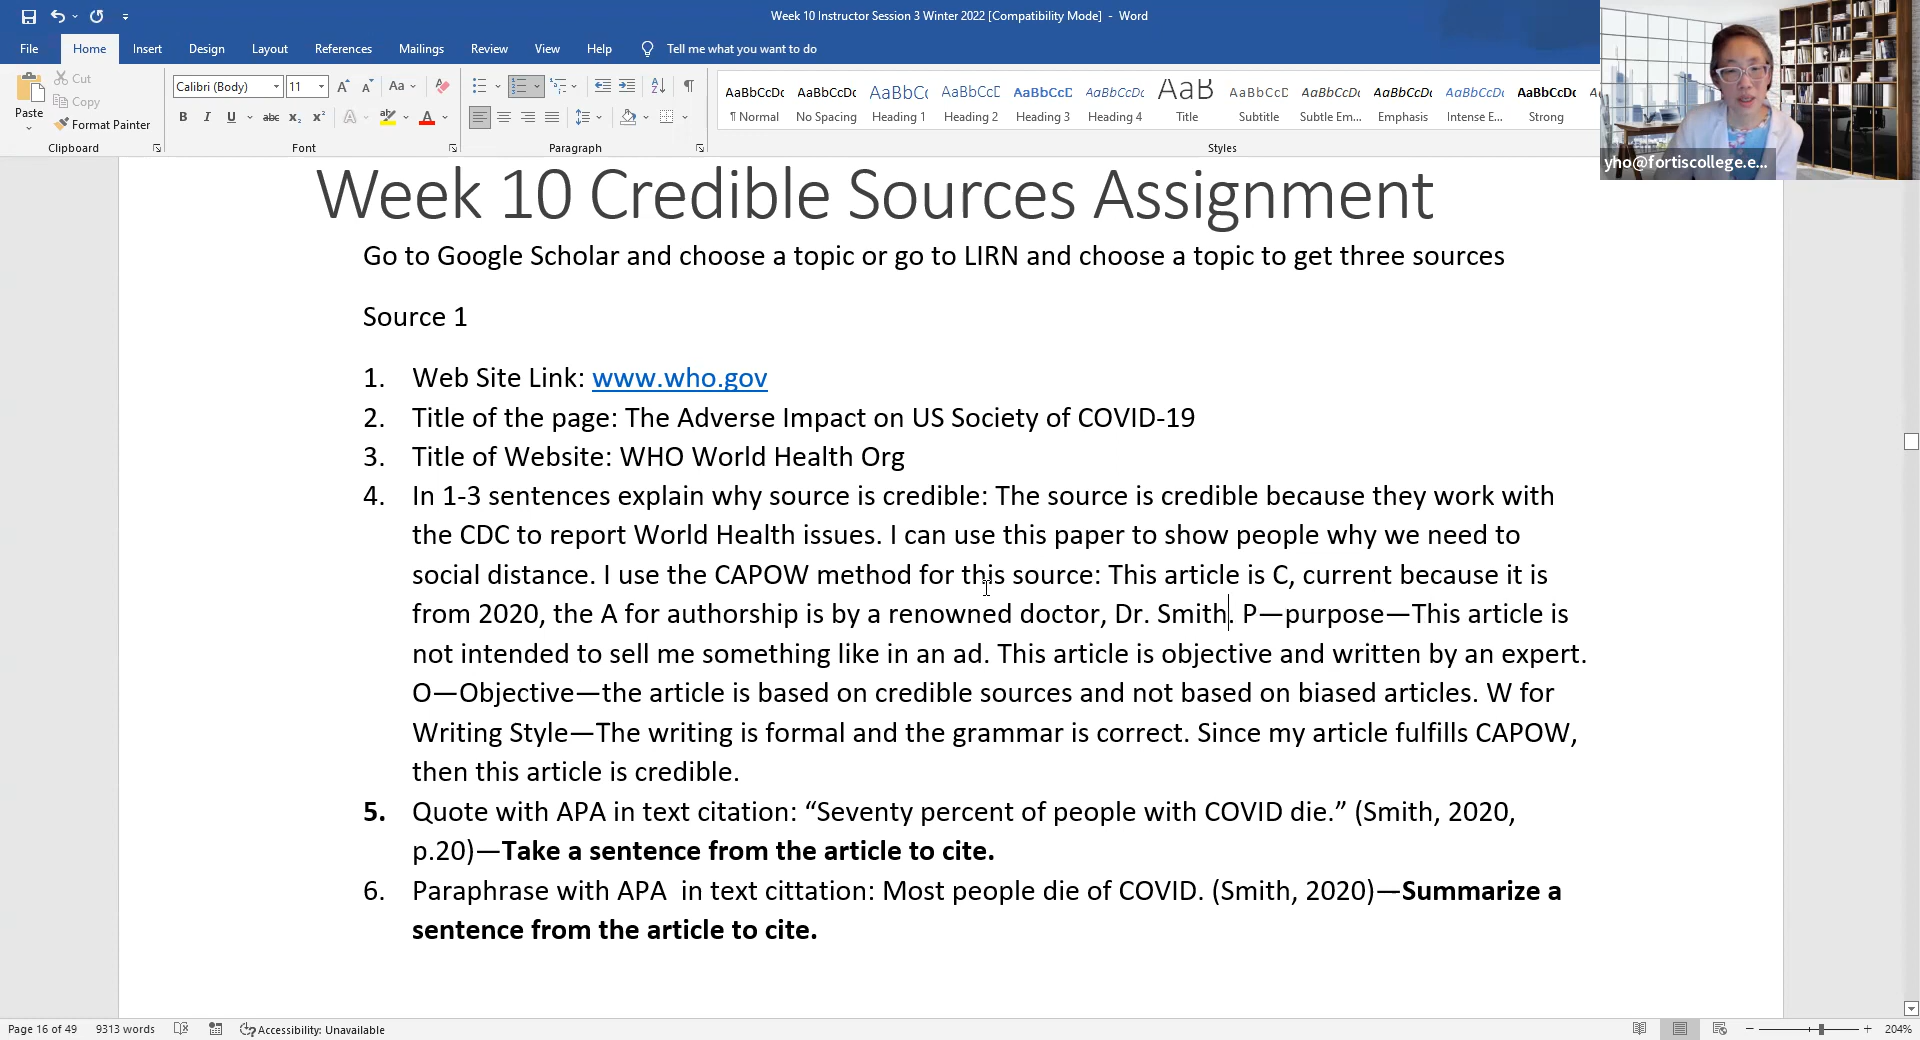 Week 10 Instructor Session 3 Winter 2022 [Compatibility Mode] - Word
File Home Insert Design Layout References Mailings Review View Help Tell me what you want to do
Cut
Copy
Paste
Format Painter
Clipboard
Calibri (Body) 11
Font
Paragraph
AaBbCcDc AaBbCcDc AaBbC( AaBbCcE AaBbCcD AaBbCcDc AaB AaBbCcD AaBbCcDc AaBbCcDc AaBbCcDc AaBbCcDc
¶ Normal No Spacing Heading 1 Heading 2 Heading 3 Heading 4 Title Subtitle Subtle Em... Emphasis Intense E... Strong
Styles
yho@fortiscollege.e...
Week 10 Credible Sources Assignment
Go to Google Scholar and choose a topic or go to LIRN and choose a topic to get three sources
Source 1
1. Web Site Link: www.who.gov
2. Title of the page: The Adverse Impact on US Society of COVID-19
3. Title of Website: WHO World Health Org
4. In 1-3 sentences explain why source is credible: The source is credible because they work with
the CDC to report World Health issues. I can use this paper to show people why we need to
social distance. I use the CAPOW method for this source: This article is C, current because it is
from 2020, the A for authorship is by a renowned doctor, Dr. Smith. P—purpose—This article is
not intended to sell me something like in an ad. This article is objective and written by an expert.
O—Objective—the article is based on credible sources and not based on biased articles. W for
Writing Style—The writing is formal and the grammar is correct. Since my article fulfills CAPOW,
then this article is credible.
5. Quote with APA in text citation: “Seventy percent of people with COVID die.” (Smith, 2020,
p.20)—Take a sentence from the article to cite.
6. Paraphrase with APA  in text cittation: Most people die of COVID. (Smith, 2020)—Summarize a
sentence from the article to cite.
Page 16 of 49 9313 words Accessibility: Unavailable 204%